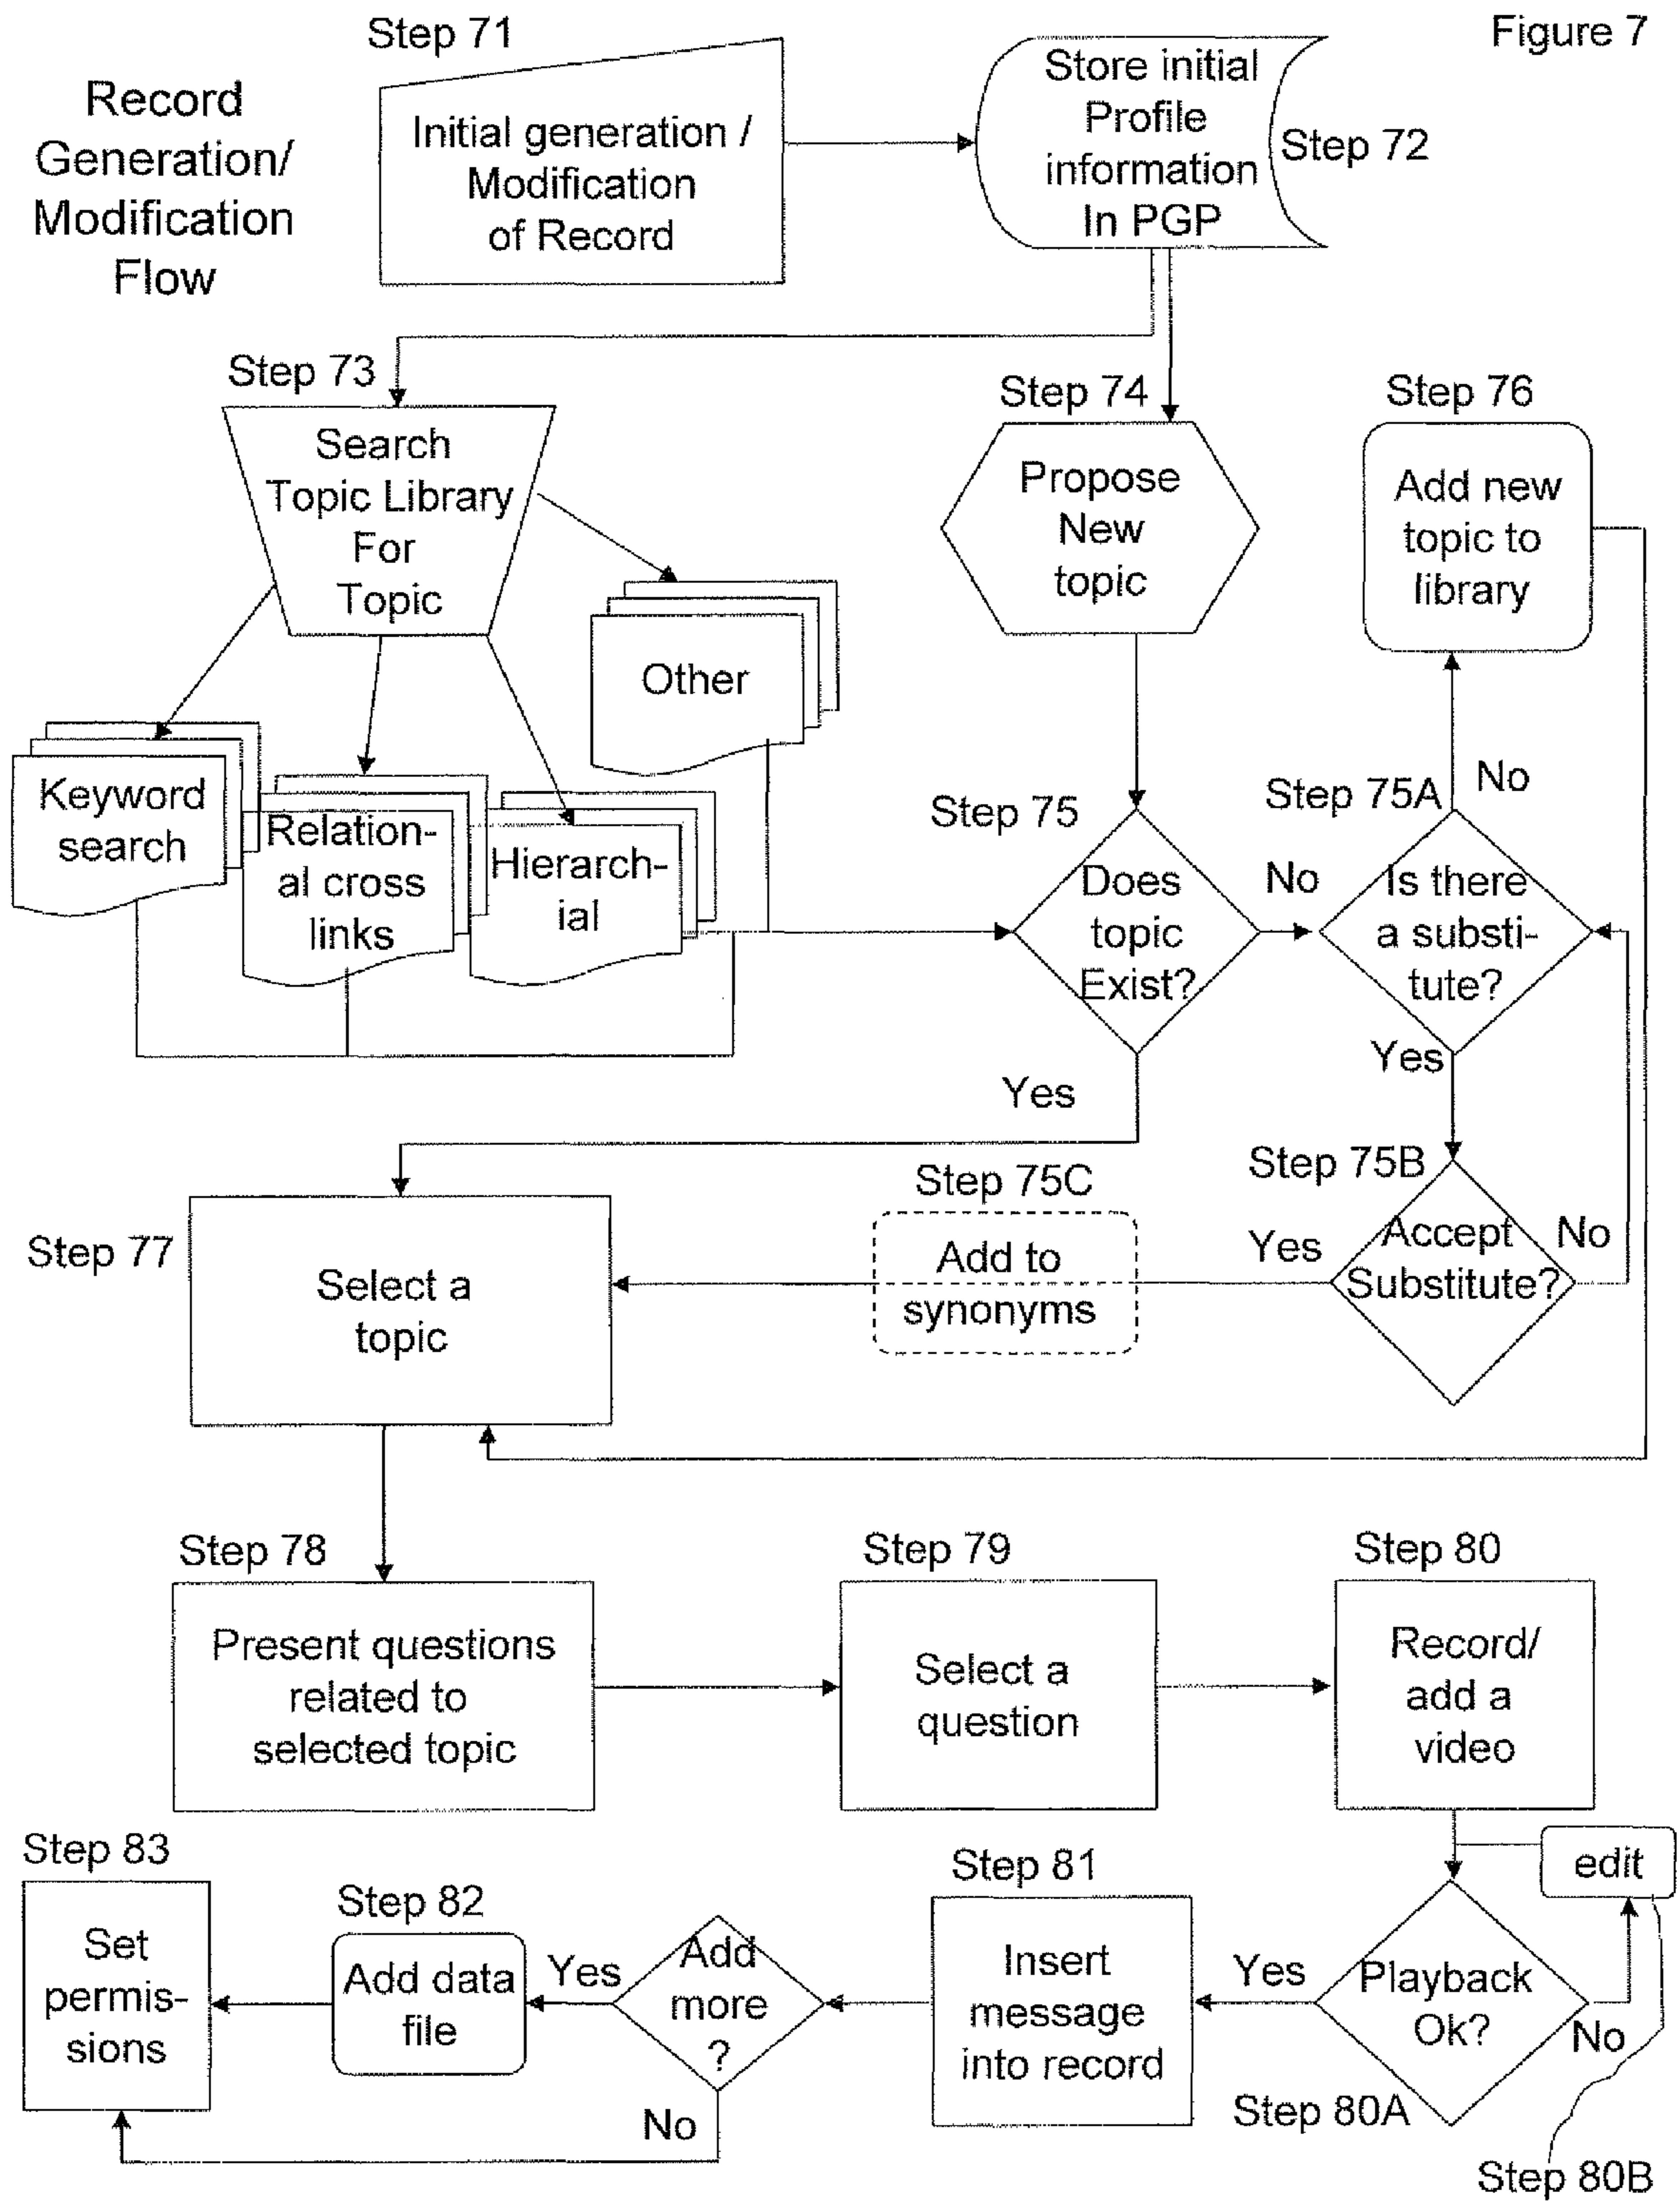 Figure 7
Record
Generation/
Modification
Flow
Step 71
Initial generation /
Modification
of Record
Store initial
Profile
information
In PGP
Step 72
Step 73
Search
Topic Library
For
Topic
Step 74
Propose
New
topic
Step 76
Add new
topic to
library
Other
Keyword
search
Relation-
al cross
links
Hierarch-
ial
Step 75
Does
topic
Exist?
No
Yes
Step 75A
No
Is there
a substi-
tute?
Yes
Step 75B
Accept
Substitute?
No
Yes
Step 75C
Add to
synonyms
Step 77
Select a
topic
Step 78
Present questions
related to
selected topic
Step 79
Select a
question
Step 80
Record/
add a
video
edit
Playback
Ok?
No
Yes
Step 80A
Step 80B
Step 81
Insert
message
into record
Add
more
?
Yes
No
Step 82
Add data
file
Step 83
Set
permis-
sions